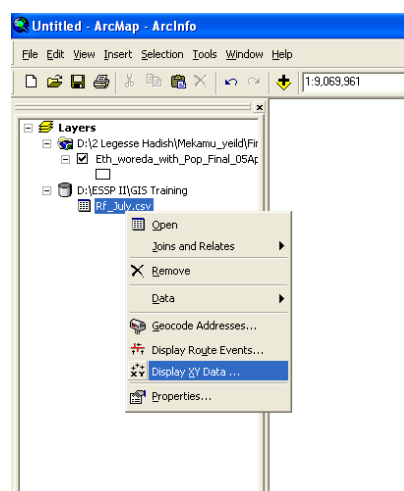 Untitled - ArcMap - ArcInfo
File Edit View Insert Selection Tools Window Help
1:9,069,961
Layers
D:\2 Legesse Hadish\Mekamu_yeild\Fir
Eth_woreda_with_Pop_Final_05Ap
D:\ESSP II\GIS Training
Rf_July.csv
Open
Joins and Relates
Remove
Data
Geocode Addresses...
Display Route Events...
Display XY Data ...
Properties...